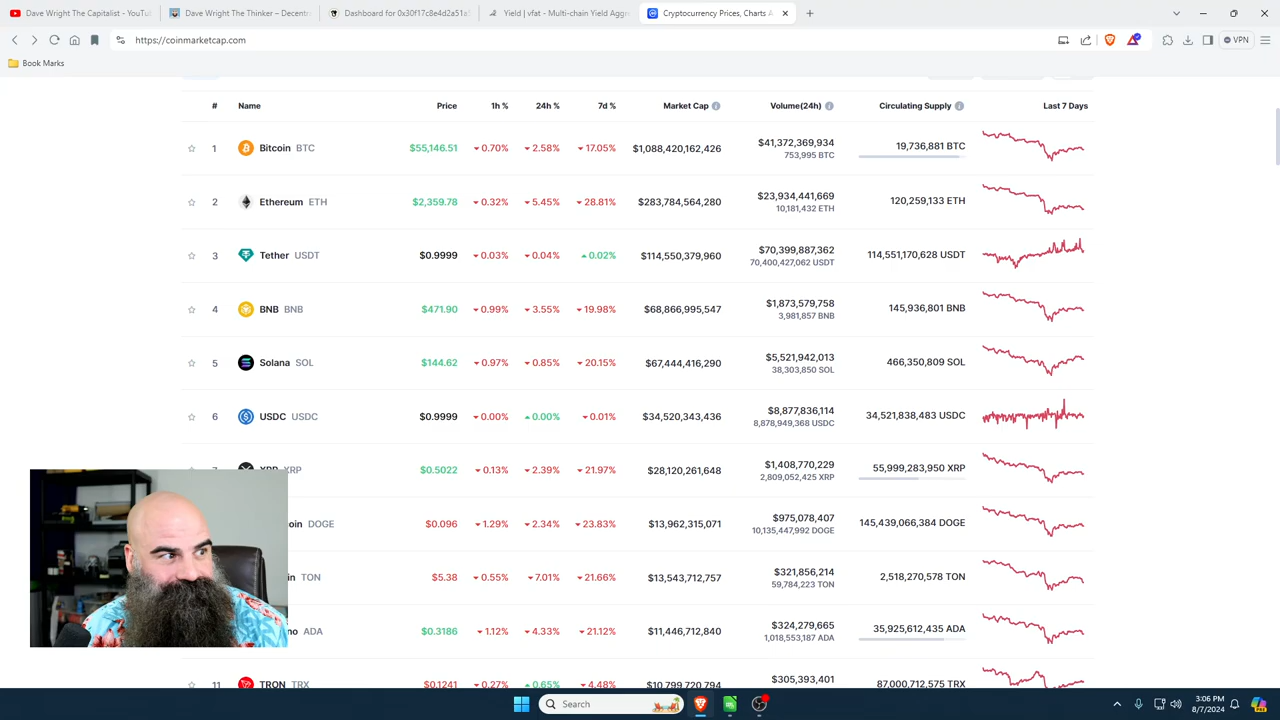 Dave Wright The Capitalist - YouTu
Dave Wright The Thinker – Decentr
Dashboard for 0x30f17c8e4d2a51a5
Yield | vfat - Multi-chain Yield Aggr
Cryptocurrency Prices, Charts A
https://coinmarketcap.com
VPN
Book Marks
# Name Price 1h % 24h % 7d % Market Cap Volume(24h) Circulating Supply Last 7 Days
1 Bitcoin BTC $55,146.51 0.70% 2.58% 17.05% $1,088,420,162,426 $41,372,369,934 19,736,881 BTC
753,995 BTC
2 Ethereum ETH $2,359.78 0.32% 5.45% 28.81% $283,784,564,280 $23,934,441,669 120,259,133 ETH
10,181,432 ETH
3 Tether USDT $0.9999 0.03% 0.04% 0.02% $114,550,379,960 $70,399,887,362 114,551,170,628 USDT
70,400,427,062 USDT
4 BNB BNB $471.90 0.99% 3.55% 19.98% $68,866,995,547 $1,873,579,758 145,936,801 BNB
3,981,857 BNB
5 Solana SOL $144.62 0.97% 0.85% 20.15% $67,444,416,290 $5,521,942,013 466,350,809 SOL
38,303,850 SOL
6 USDC USDC $0.9999 0.00% 0.00% 0.01% $34,520,343,436 $8,877,836,114 34,521,838,483 USDC
8,878,949,368 USDC
XRP $0.5022 0.13% 2.39% 21.97% $28,120,261,648 $1,408,770,229 55,999,283,950 XRP
2,809,052,425 XRP
oin DOGE $0.096 1.29% 2.34% 23.83% $13,962,315,071 $975,078,407 145,439,066,384 DOGE
10,135,447,992 DOGE
in TON $5.38 0.55% 7.01% 21.66% $13,543,712,757 $321,856,214 2,518,270,578 TON
59,784,223 TON
no ADA $0.3186 1.12% 4.33% 21.12% $11,446,712,840 $324,279,665 35,925,612,435 ADA
1,018,553,187 ADA
11 TRON TRX $0.1241 0.27% 0.65% 4.48% $10,799,720,794 $305,393,401 87,000,712,575 TRX
Search
3:06 PM
8/7/2024